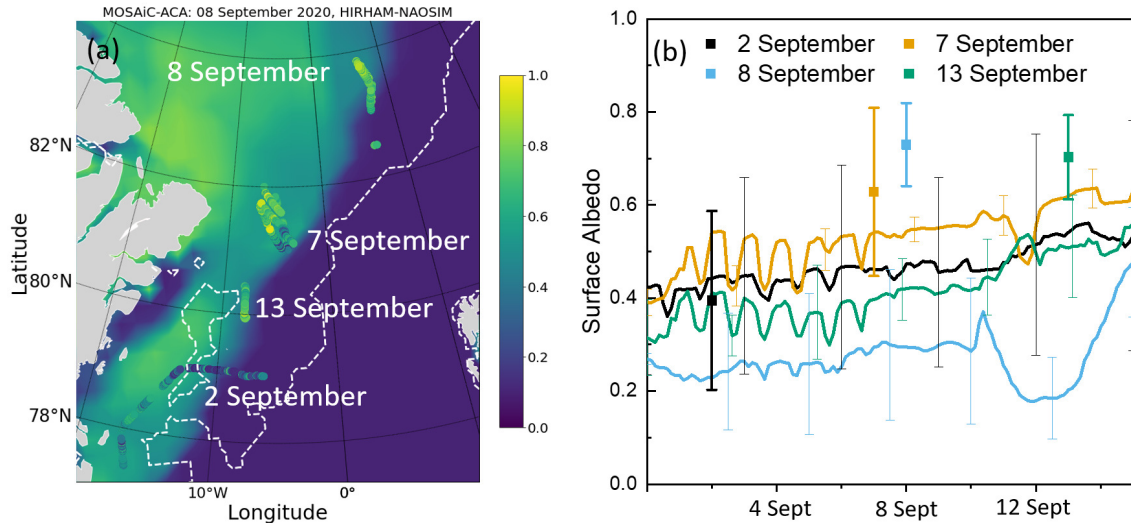 MOSAiC-ACA: 08 September 2020, HIRHAM-NAOSIM
(a)
8 September
7 September
13 September
2 September
82°N
80°N
78°N
Latitude
10°W
0°
Longitude
1.0
0.8
0.6
0.4
0.2
0.0
(b)
2 September
7 September
8 September
13 September
1.0
0.8
0.6
0.4
0.2
0.0
Surface Albedo
4 Sept
8 Sept
12 Sept